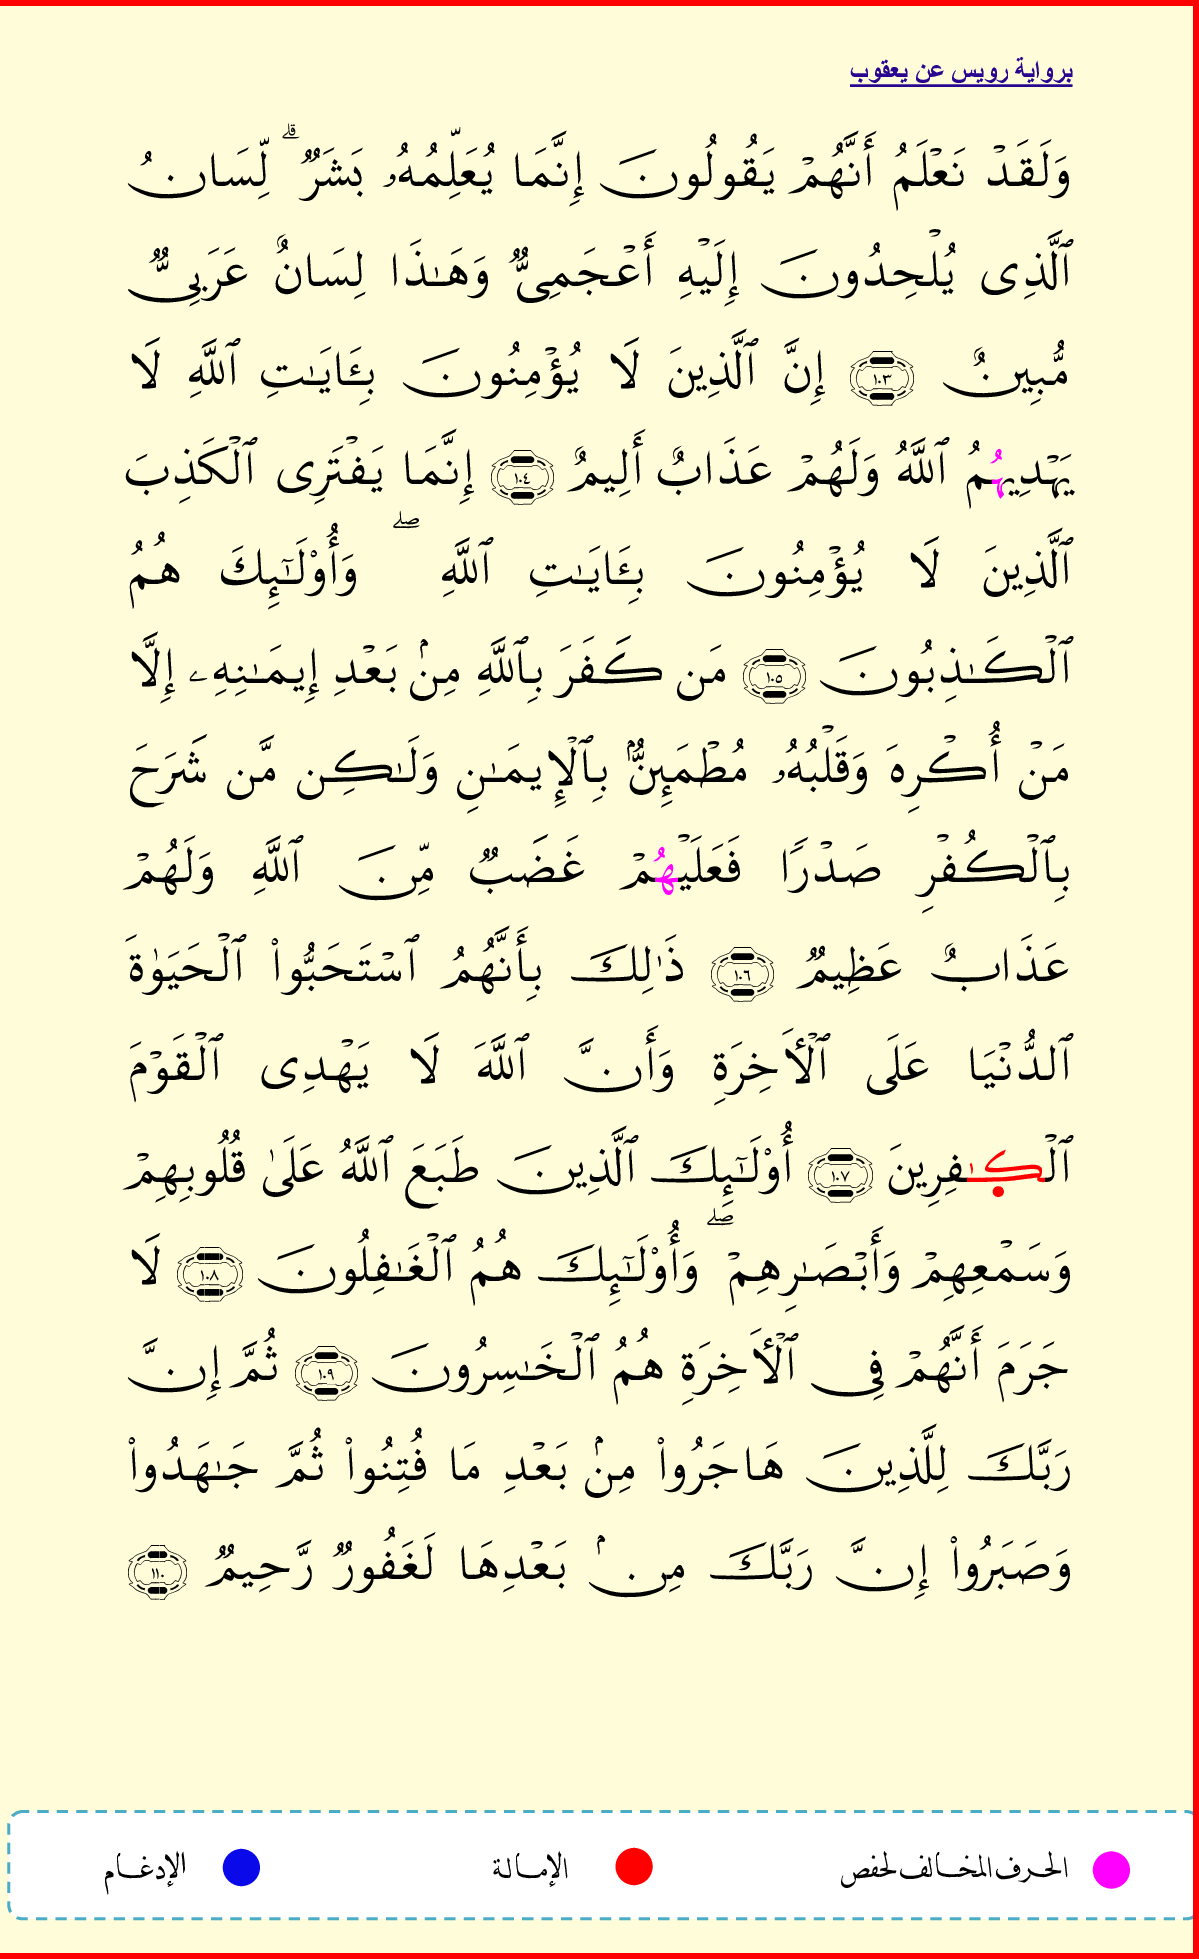 برواية رويس عن يعقوب
وَلَقَدۡ نَعۡلَمُ أَنَّهُمۡ يَقُولُونَ إِنَّمَا يُعَلِّمُهُۥ بَشَرٞۗ لِّسَانُ
ٱلَّذِى يُلۡحِدُونَ إِلَيۡهِ أَعۡجَمِىّٞ وَهَـٰذَا لِسَانٌ عَرَبِىّٞ
مُّبِينٌ ١٠٣ إِنَّ ٱلَّذِينَ لَا يُؤۡمِنُونَ بِـَٔايَـٰتِ ٱللَّهِ لَا
يَهۡدِيهُمُ ٱللَّهُ وَلَهُمۡ عَذَابٌ أَلِيمٌ ١٠٤ إِنَّمَا يَفۡتَرِى ٱلۡكَذِبَ
ٱلَّذِينَ لَا يُؤۡمِنُونَ بِـَٔايَـٰتِ ٱللَّهِۖ وَأُوْلَـٰٓئِكَ هُمُ
ٱلۡكَـٰذِبُونَ ١٠٥ مَن كَفَرَ بِٱللَّهِ مِنۢ بَعۡدِ إِيمَـٰنِهِۦ إِلَّا
مَنۡ أُكۡرِهَ وَقَلۡبُهُۥ مُطۡمَئِنُّۢ بِٱلۡإِيمَـٰنِ وَلَـٰكِن مَّن شَرَحَ
بِٱلۡكُفۡرِ صَدۡرًا فَعَلَيۡهُمۡ غَضَبٞ مِّنَ ٱللَّهِ وَلَهُمۡ
عَذَابٌ عَظِيمٞ ١٠٦ ذَٰلِكَ بِأَنَّهُمُ ٱسۡتَحَبُّواْ ٱلۡحَيَوٰةَ
ٱلدُّنۡيَا عَلَى ٱلۡأَخِرَةِ وَأَنَّ ٱللَّهَ لَا يَهۡدِى ٱلۡقَوۡمَ
ٱلۡكَـٰفِرِينَ ١٠٧ أُوْلَـٰٓئِكَ ٱلَّذِينَ طَبَعَ ٱللَّهُ عَلَىٰ قُلُوبِهِمۡ
وَسَمۡعِهِمۡ وَأَبۡصَـٰرِهِمۡۖ وَأُوْلَـٰٓئِكَ هُمُ ٱلۡغَـٰفِلُونَ ١٠٨ لَا
جَرَمَ أَنَّهُمۡ فِى ٱلۡأَخِرَةِ هُمُ ٱلۡخَـٰسِرُونَ ١٠٩ ثُمَّ إِنَّ
رَبَّكَ لِلَّذِينَ هَاجَرُواْ مِنۢ بَعۡدِ مَا فُتِنُواْ ثُمَّ جَـٰهَدُواْ
وَصَبَرُواْ إِنَّ رَبَّكَ مِنۢ بَعۡدِهَا لَغَفُورٞ رَّحِيمٞ ١١٠
الحرف المخالف لحفص الإمالة الإدغام